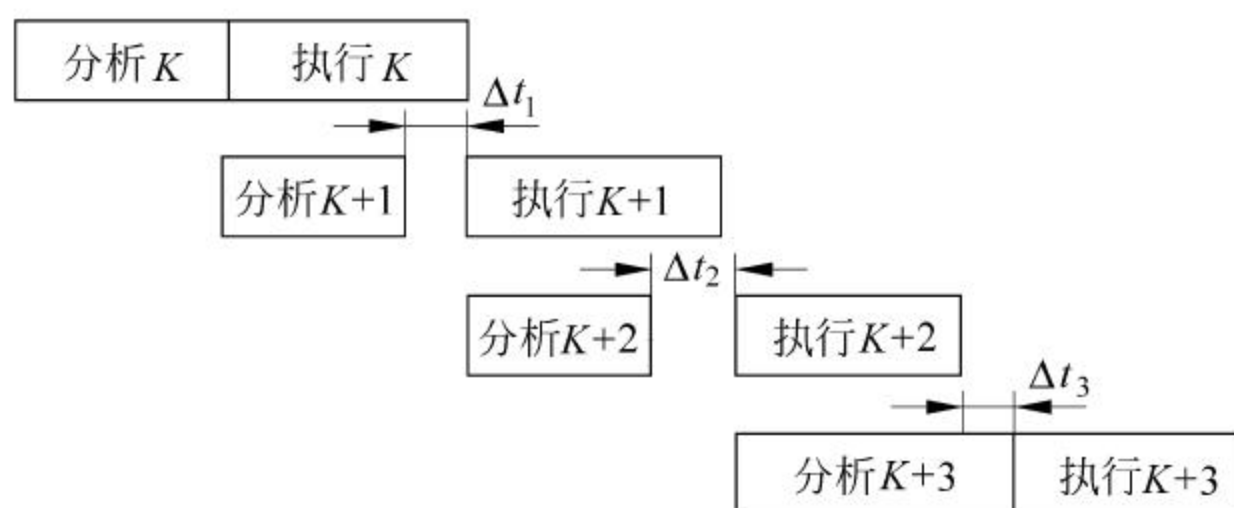 分析K 执行K
Δt₁
分析K+1 执行K+1
Δt₂
分析K+2 执行K+2
Δt₃
分析K+3 执行K+3